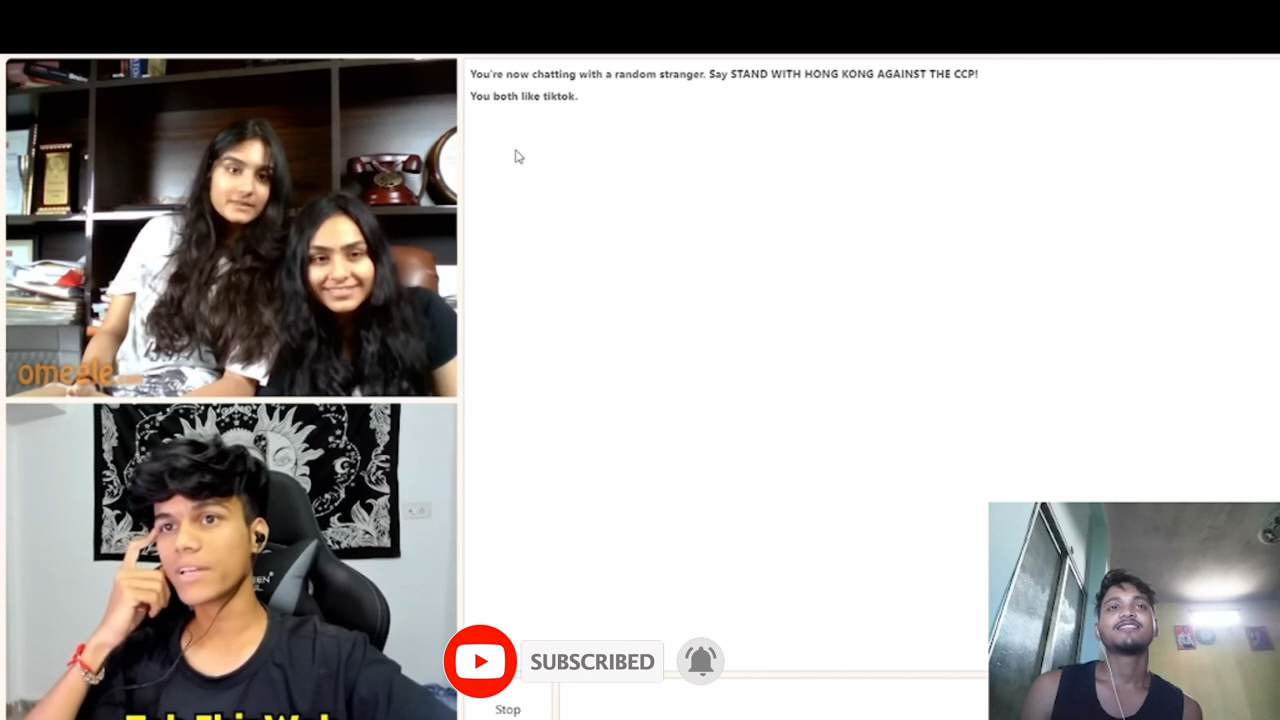 You're now chatting with a random stranger. Say STAND WITH HONG KONG AGAINST THE CCP!
You both like tiktok.
omegle
SUBSCRIBED
Stop